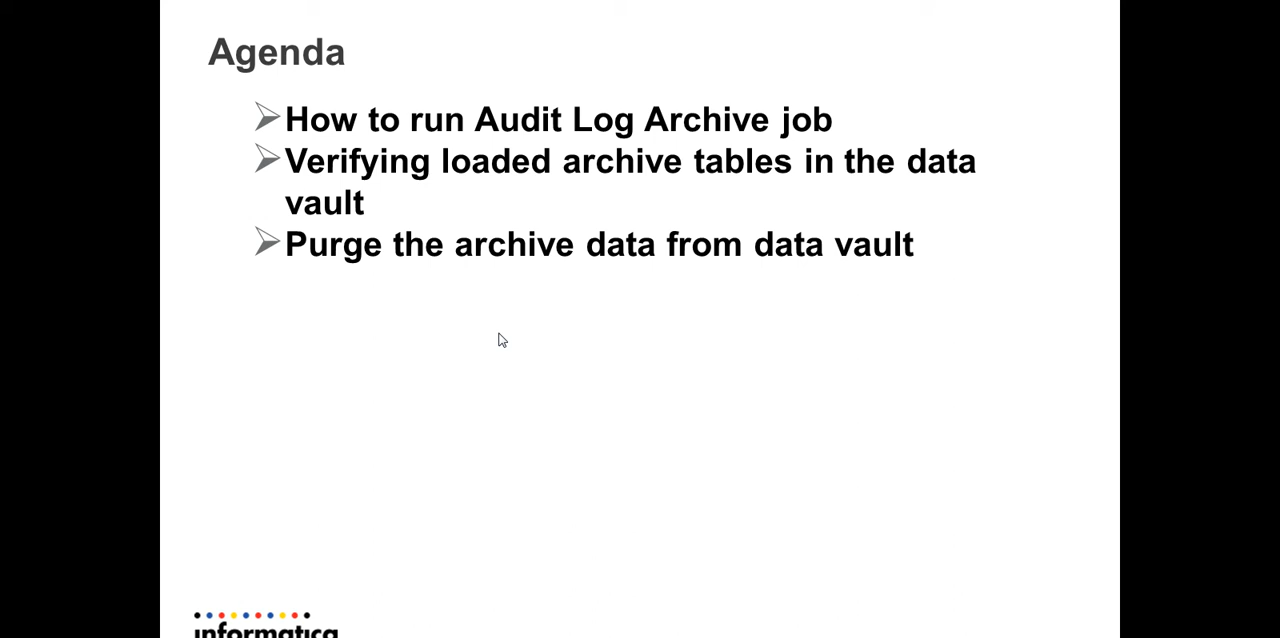 Agenda
How to run Audit Log Archive job
Verifying loaded archive tables in the data
vault
Purge the archive data from data vault
informatica